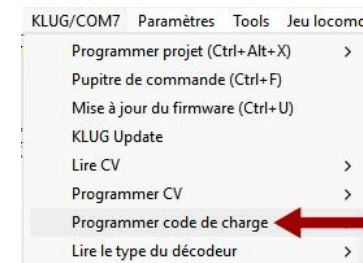 KLUG/COM7 Paramètres Tools Jeu locomo
Programmer projet (Ctrl+Alt+X) >
Pupitre de commande (Ctrl+F)
Mise à jour du firmware (Ctrl+U)
KLUG Update
Lire CV >
Programmer CV >
Programmer code de charge
Lire le type du décodeur >